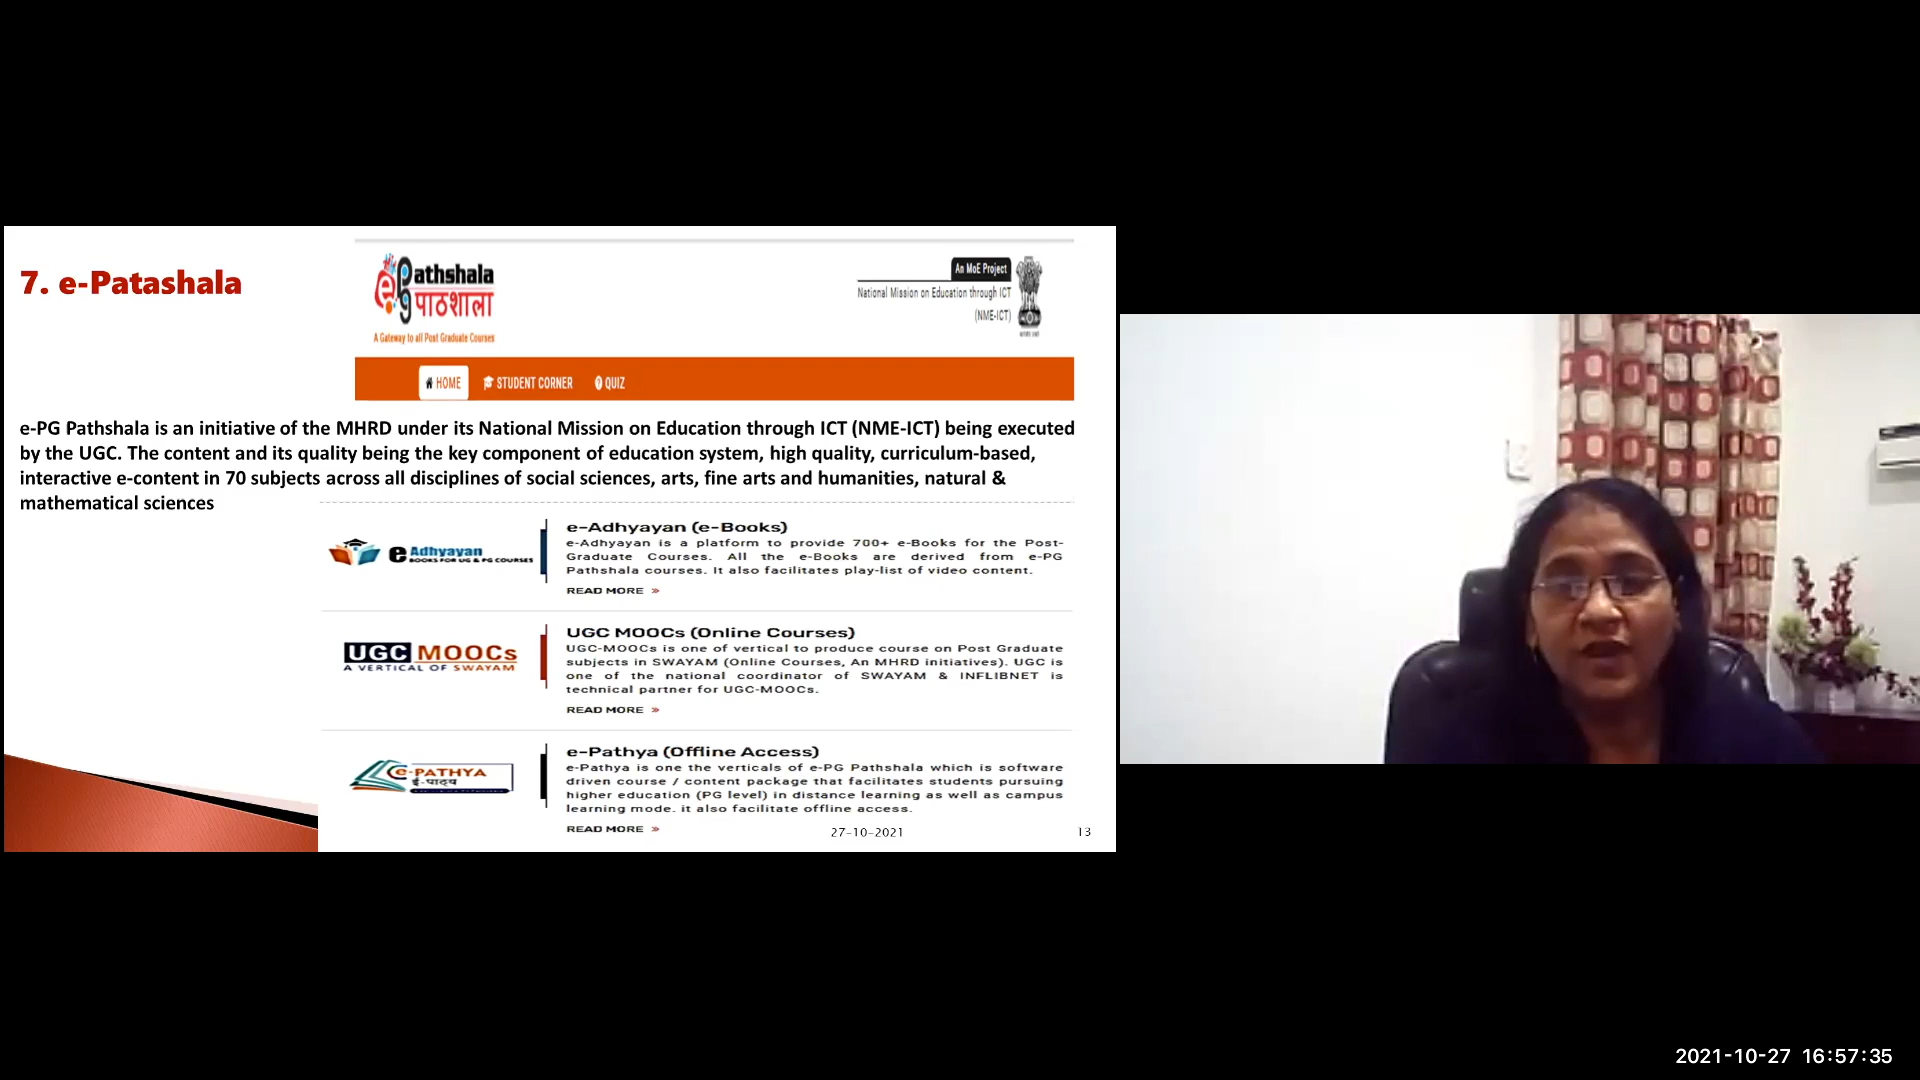 7. e-Patashala
e PG Pathshala
पाठशाला
A Gateway to all Post Graduate Courses
An MoE Project
National Mission on Education through ICT
(NME-ICT)
HOME STUDENT CORNER QUIZ
e-PG Pathshala is an initiative of the MHRD under its National Mission on Education through ICT (NME-ICT) being executed
by the UGC. The content and its quality being the key component of education system, high quality, curriculum-based,
interactive e-content in 70 subjects across all disciplines of social sciences, arts, fine arts and humanities, natural &
mathematical sciences
e Adhyayan
BOOKS FOR UG & PG COURSES
e-Adhyayan (e-Books)
e-Adhyayan is a platform to provide 700+ e-Books for the Post-
Graduate Courses. All the e-Books are derived from e-PG
Pathshala courses. It also facilitates play-list of video content.
READ MORE »
UGC MOOCs
A VERTICAL OF SWAYAM
UGC MOOCs (Online Courses)
UGC-MOOCs is one of vertical to produce course on Post Graduate
subjects in SWAYAM (Online Courses, An MHRD initiatives). UGC is
one of the national coordinator of SWAYAM & INFLIBNET is
technical partner for UGC-MOOCs.
READ MORE »
e-PATHYA
ई-पाठ्य
e-Pathya (Offline Access)
e-Pathya is one the verticals of e-PG Pathshala which is software
driven course / content package that facilitates students pursuing
higher education (PG level) in distance learning as well as campus
learning mode. it also facilitate offline access.
READ MORE »
27-10-2021
13
2021-10-27 16:57:35